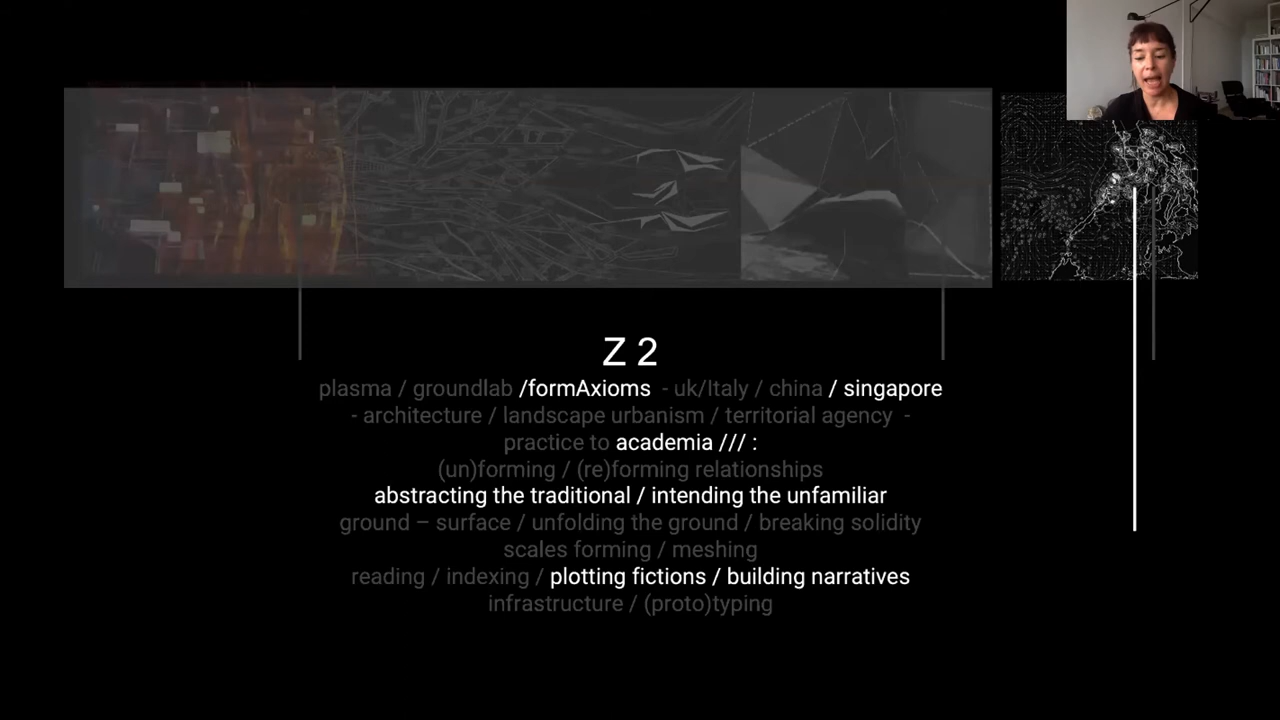 Z 2
plasma / groundlab /formAxioms - uk/Italy / china / singapore
- architecture / landscape urbanism / territorial agency -
practice to academia /// :
(un)forming / (re)forming relationships
abstracting the traditional / intending the unfamiliar
ground – surface / unfolding the ground / breaking solidity
scales forming / meshing
reading / indexing / plotting fictions / building narratives
infrastructure / (proto)typing